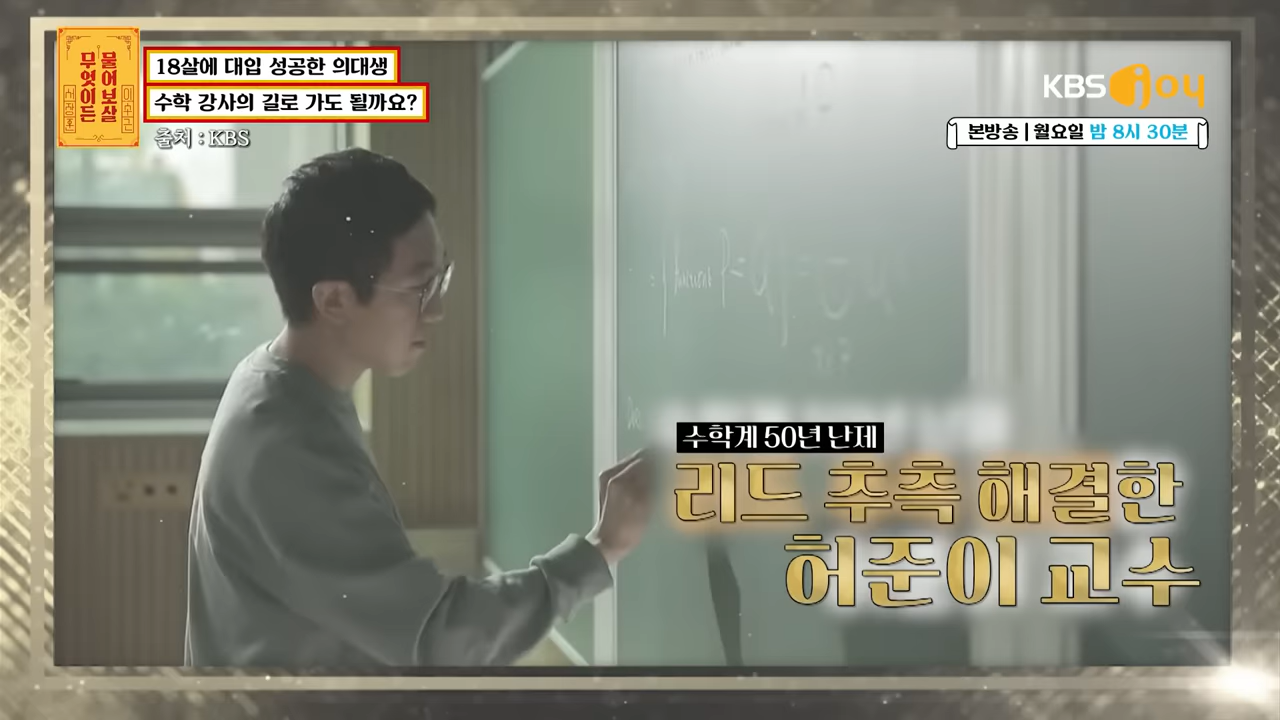 무엇이든
물어보살
서장훈
이수근
18살에 대입 성공한 의대생
수학 강사의 길로 가도 될까요?
출처 : KBS
KBS joy
본방송 | 월요일 밤 8시 30분
수학계 50년 난제
리드 추측 해결한
허준이 교수